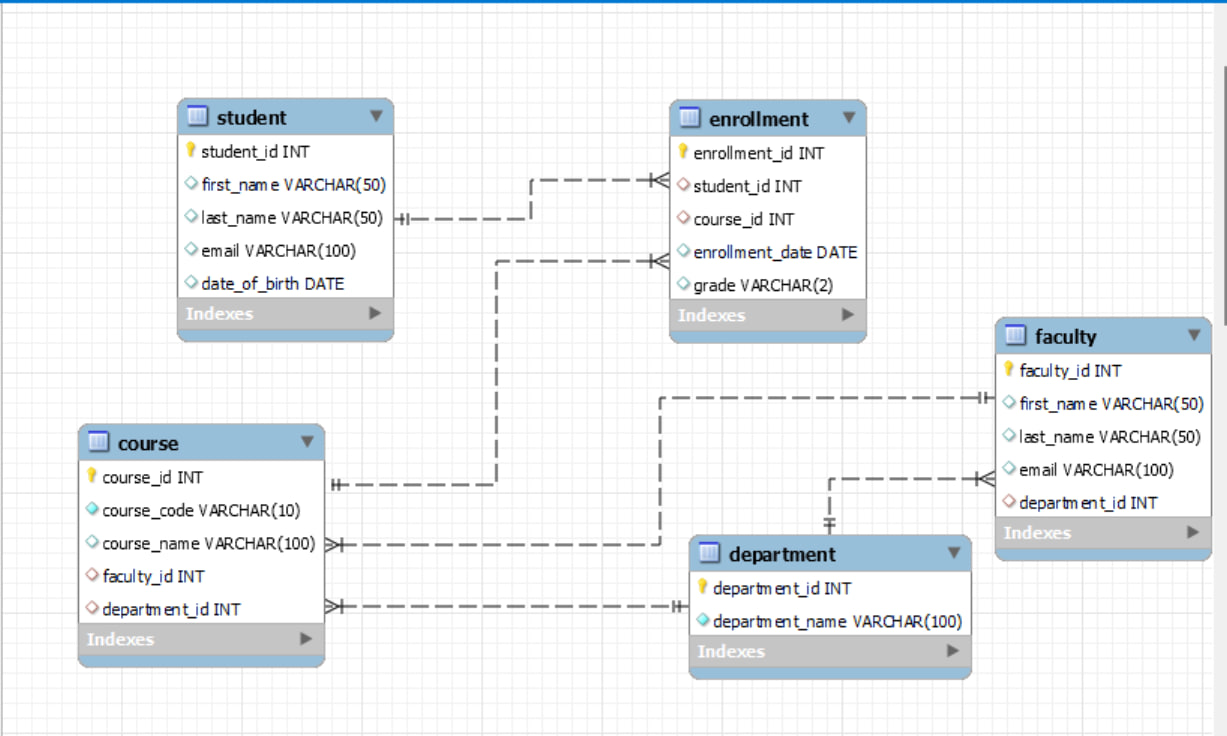 student
student_id INT
first_name VARCHAR(50)
last_name VARCHAR(50)
email VARCHAR(100)
date_of_birth DATE
Indexes
enrollment
enrollment_id INT
student_id INT
course_id INT
enrollment_date DATE
grade VARCHAR(2)
Indexes
faculty
faculty_id INT
first_name VARCHAR(50)
last_name VARCHAR(50)
email VARCHAR(100)
department_id INT
Indexes
course
course_id INT
course_code VARCHAR(10)
course_name VARCHAR(100)
faculty_id INT
department_id INT
Indexes
department
department_id INT
department_name VARCHAR(100)
Indexes